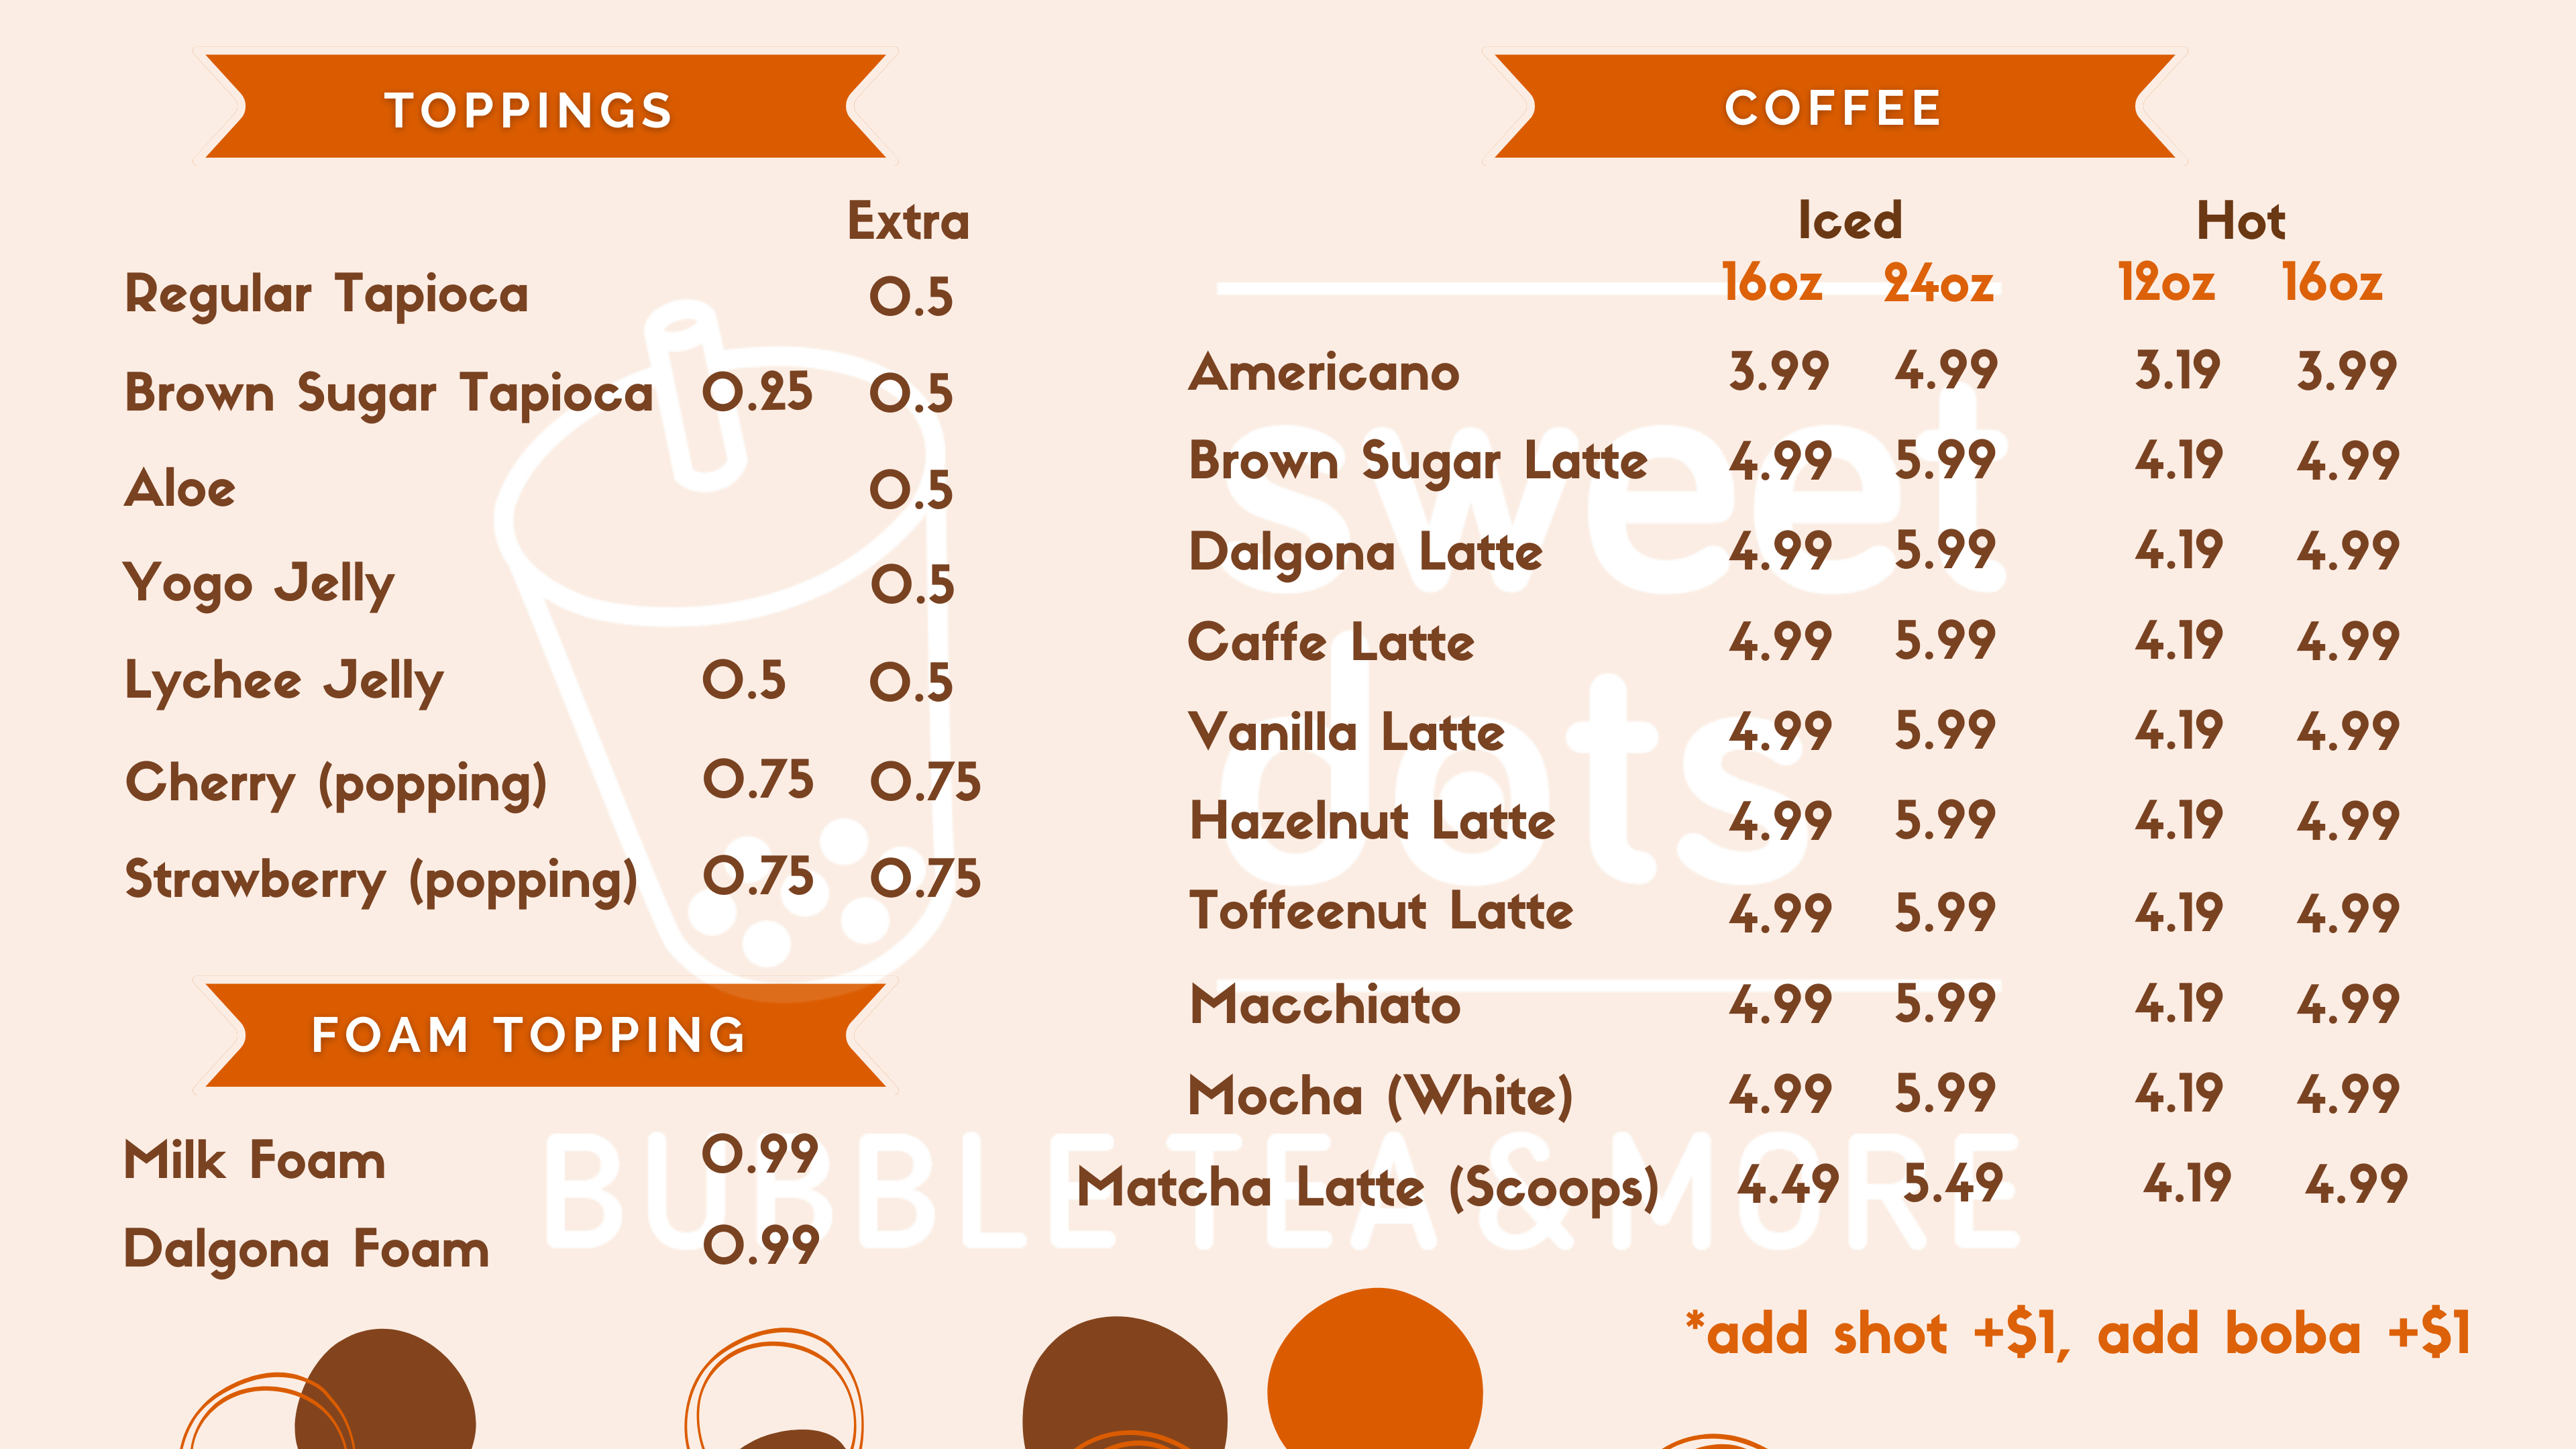 TOPPINGS
Extra
Regular Tapioca 0.5
Brown Sugar Tapioca 0.25 0.5
Aloe 0.5
Yogo Jelly 0.5
Lychee Jelly 0.5 0.5
Cherry (popping) 0.75 0.75
Strawberry (popping) 0.75 0.75
FOAM TOPPING
Milk Foam 0.99
Dalgona Foam 0.99
COFFEE
Iced Hot
16oz 24oz 12oz 16oz
Americano 3.99 4.99 3.19 3.99
Brown Sugar Latte 4.99 5.99 4.19 4.99
Dalgona Latte 4.99 5.99 4.19 4.99
Caffe Latte 4.99 5.99 4.19 4.99
Vanilla Latte 4.99 5.99 4.19 4.99
Hazelnut Latte 4.99 5.99 4.19 4.99
Toffeenut Latte 4.99 5.99 4.19 4.99
Macchiato 4.99 5.99 4.19 4.99
Mocha (White) 4.99 5.99 4.19 4.99
Matcha Latte (Scoops) 4.49 5.49 4.19 4.99
*add shot +$1, add boba +$1
sweet
dots
BUBBLE TEA & MORE